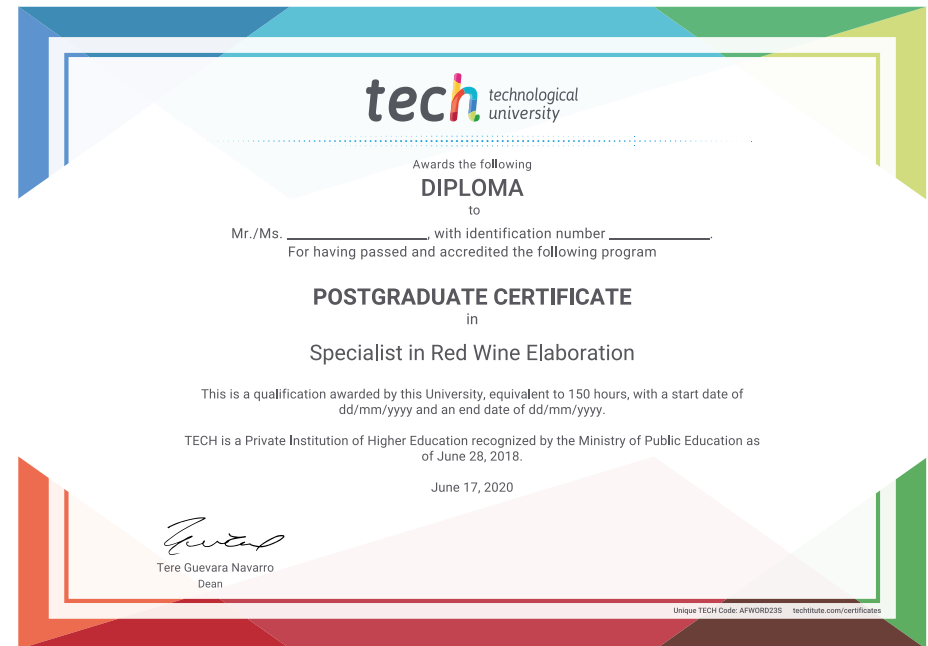 tech technological
university
Awards the following
DIPLOMA
to
Mr./Ms. ____________________, with identification number ______________.
For having passed and accredited the following program
POSTGRADUATE CERTIFICATE
in
Specialist in Red Wine Elaboration
This is a qualification awarded by this University, equivalent to 150 hours, with a start date of
dd/mm/yyyy and an end date of dd/mm/yyyy.
TECH is a Private Institution of Higher Education recognized by the Ministry of Public Education as
of June 28, 2018.
June 17, 2020
Tere Guevara Navarro
Dean
Unique TECH Code: AFWORD23S techtitute.com/certificates